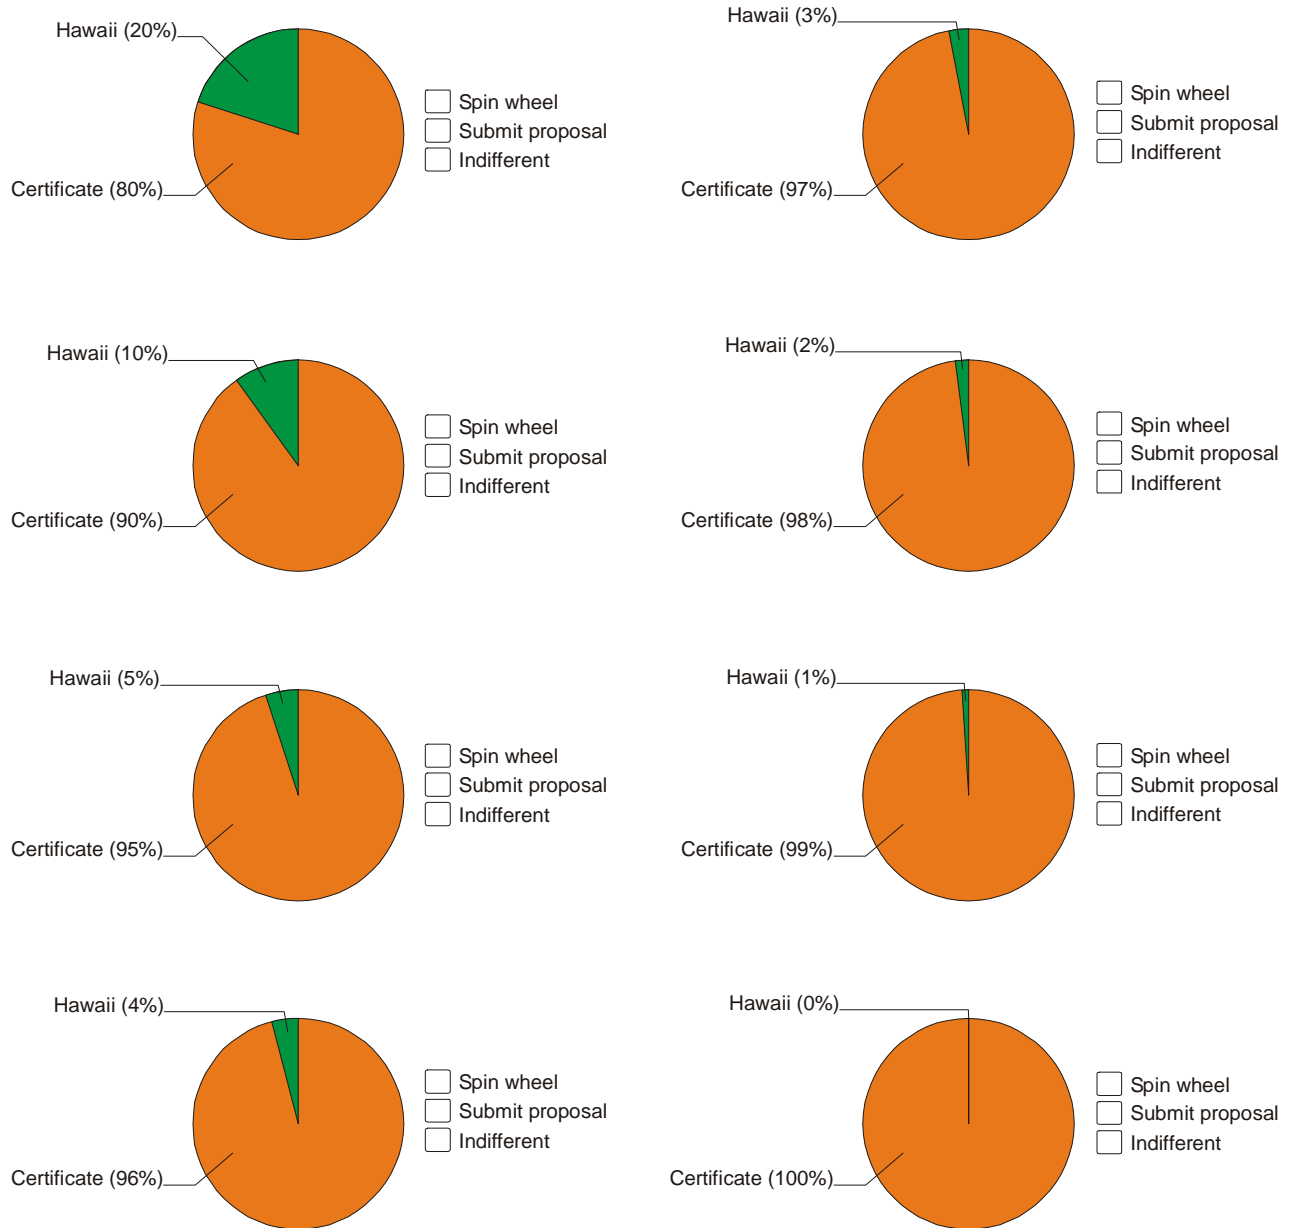 Hawaii (20%)
Spin wheel
Submit proposal
Indifferent
Certificate (80%)
Hawaii (10%)
Spin wheel
Submit proposal
Indifferent
Certificate (90%)
Hawaii (5%)
Spin wheel
Submit proposal
Indifferent
Certificate (95%)
Hawaii (4%)
Spin wheel
Submit proposal
Indifferent
Certificate (96%)
Hawaii (3%)
Spin wheel
Submit proposal
Indifferent
Certificate (97%)
Hawaii (2%)
Spin wheel
Submit proposal
Indifferent
Certificate (98%)
Hawaii (1%)
Spin wheel
Submit proposal
Indifferent
Certificate (99%)
Hawaii (0%)
Spin wheel
Submit proposal
Indifferent
Certificate (100%)